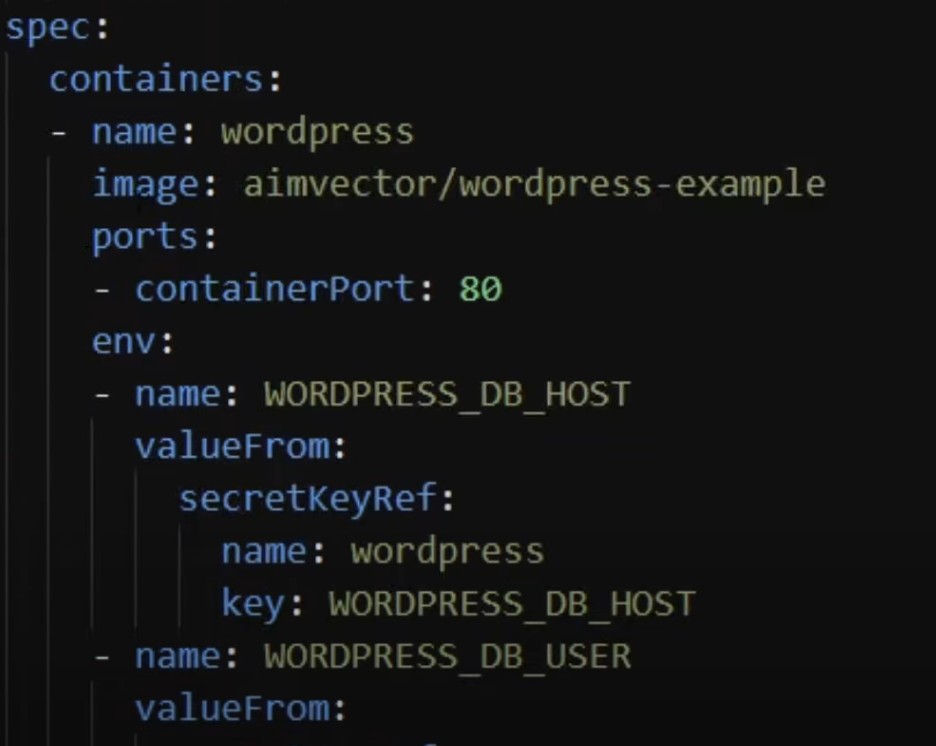 spec:
  containers:
  - name: wordpress
    image: aimvector/wordpress-example
    ports:
    - containerPort: 80
    env:
    - name: WORDPRESS_DB_HOST
      valueFrom:
        secretKeyRef:
          name: wordpress
          key: WORDPRESS_DB_HOST
    - name: WORDPRESS_DB_USER
      valueFrom: